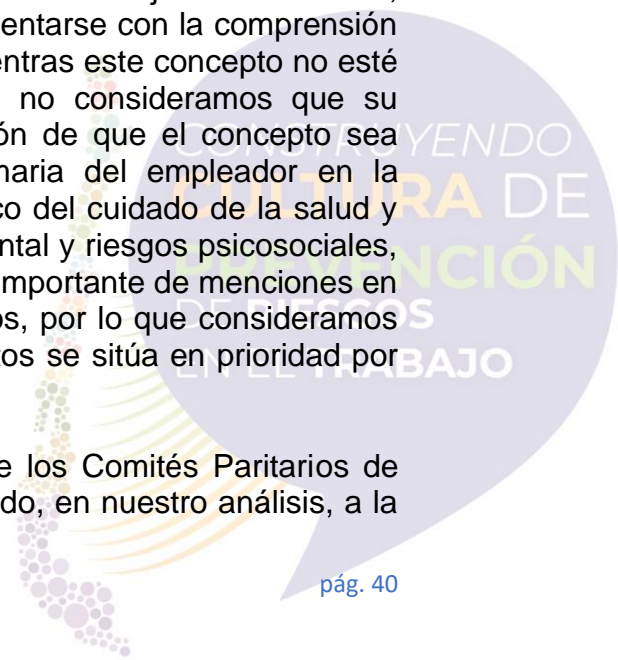 entarse con la comprensión
entras este concepto no esté
no consideramos que su
ón de que el concepto sea
naria del empleador en la
co del cuidado de la salud y
ental y riesgos psicosociales,
importante de menciones en
os, por lo que consideramos
tos se sitúa en prioridad por
e los Comités Paritarios de
do, en nuestro análisis, a la
CONSTRUYENDO
CULTURA DE
PREVENCIÓN
DE RIESGOS
EN EL TRABAJO
pág. 40